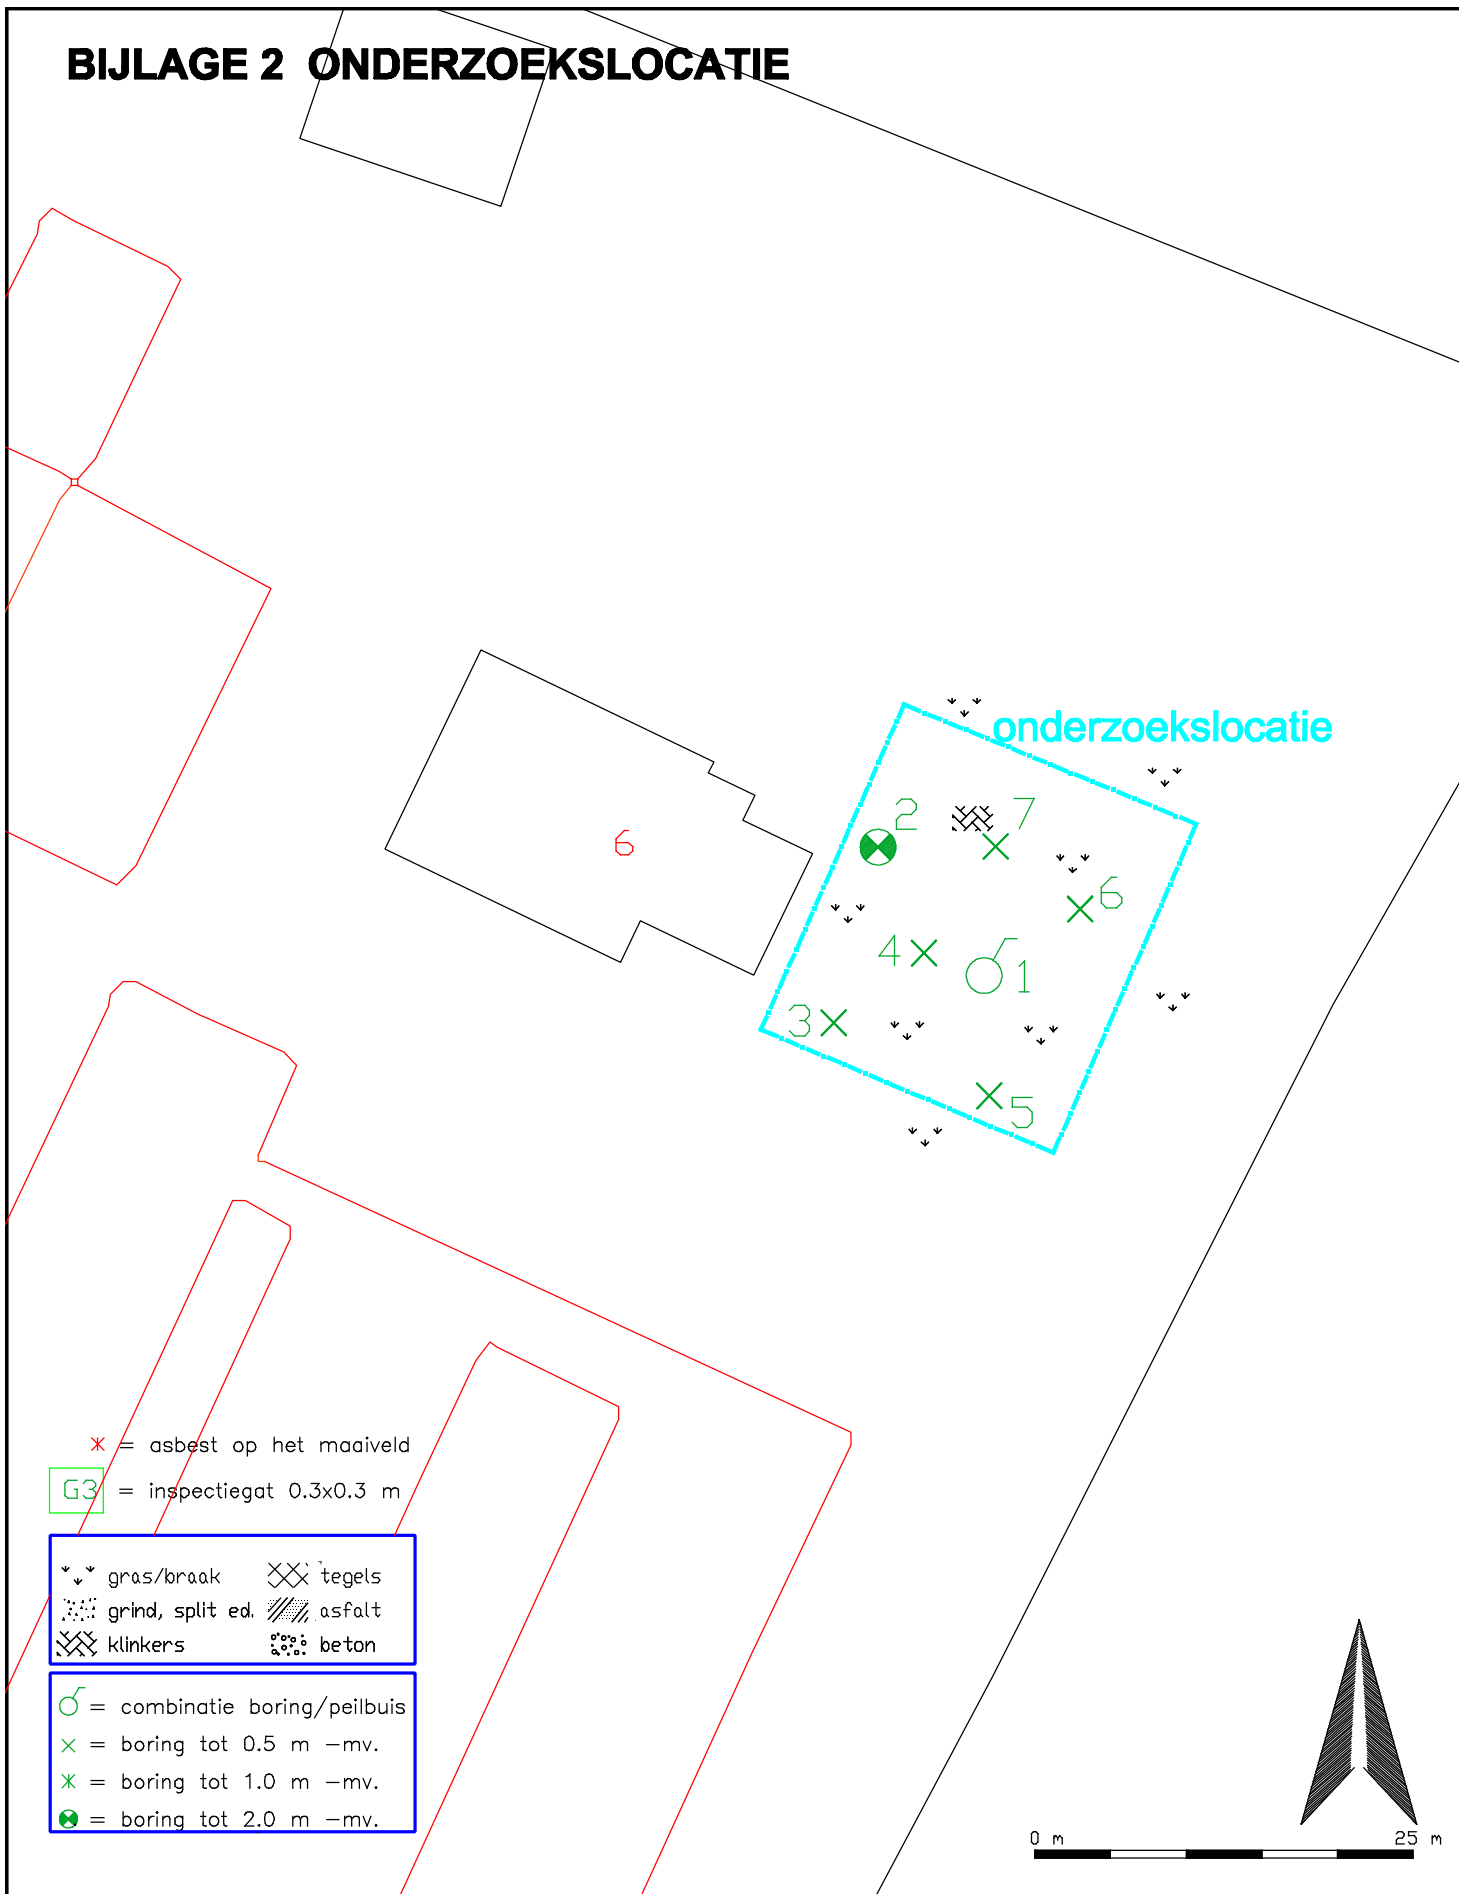 BIJLAGE 2 ONDERZOEKSLOCATIE
onderzoekslocatie
2
7
6
6
4
1
3
5
* = asbest op het maaiveld
G3 = inspectiegat 0.3x0.3 m
gras/braak tegels
grind, split ed. asfalt
klinkers beton
= combinatie boring/peilbuis
× = boring tot 0.5 m -mv.
= boring tot 1.0 m -mv.
= boring tot 2.0 m -mv.
0 m 25 m